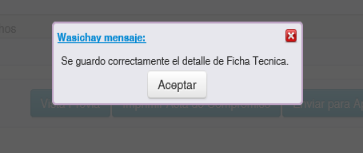 Wasichay mensaje:
Se guardo correctamente el detalle de Ficha Tecnica.
Aceptar